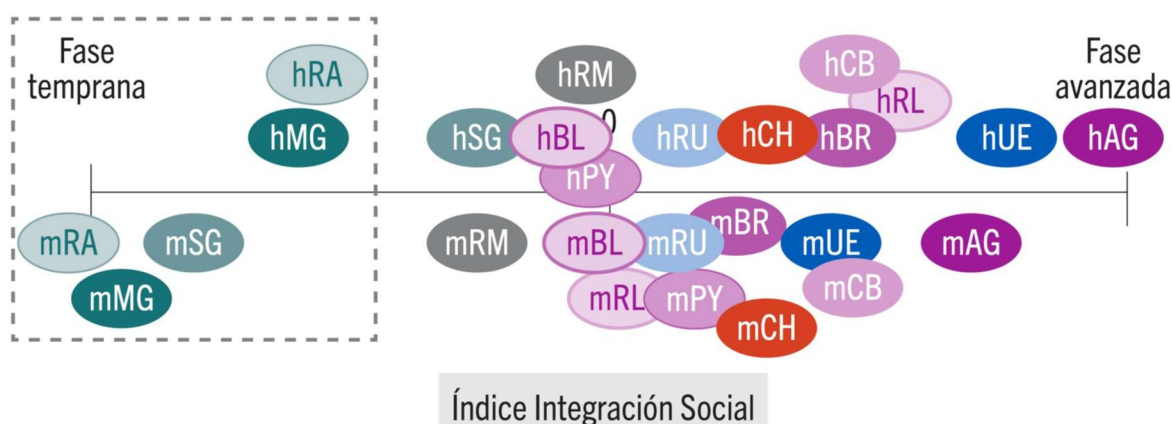 Fase
temprana
hRA
hMG
hRM
hSG
hBL
0
hPY
hRU
hCH
hCB
hRL
hBR
Fase
avanzada
hUE
hAG
mRA
mSG
mMG
mRM
mBL
mRU
mBR
mUE
mAG
mRL
mPY
mCB
mCH
Índice Integración Social